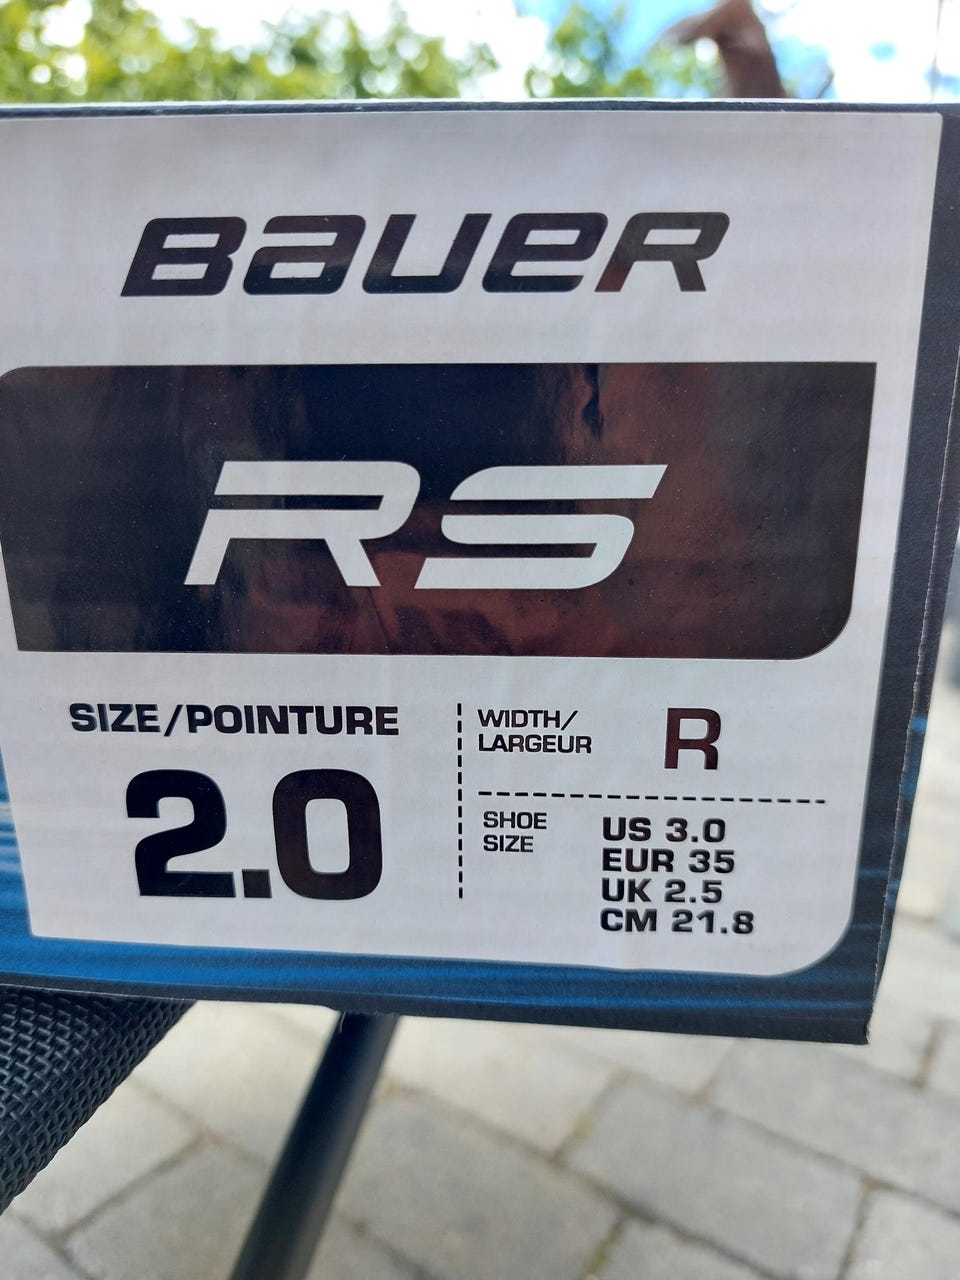 BAUER
RS
SIZE/POINTURE
2.0
WIDTH/
LARGEUR
R
SHOE
SIZE
US 3.0
EUR 35
UK 2.5
CM 21.8